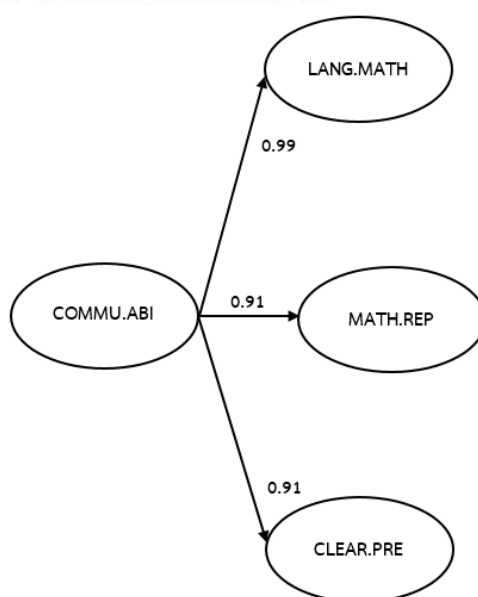 LANG.MATH
0.99
COMMU.ABI
0.91
MATH.REP
0.91
CLEAR.PRE